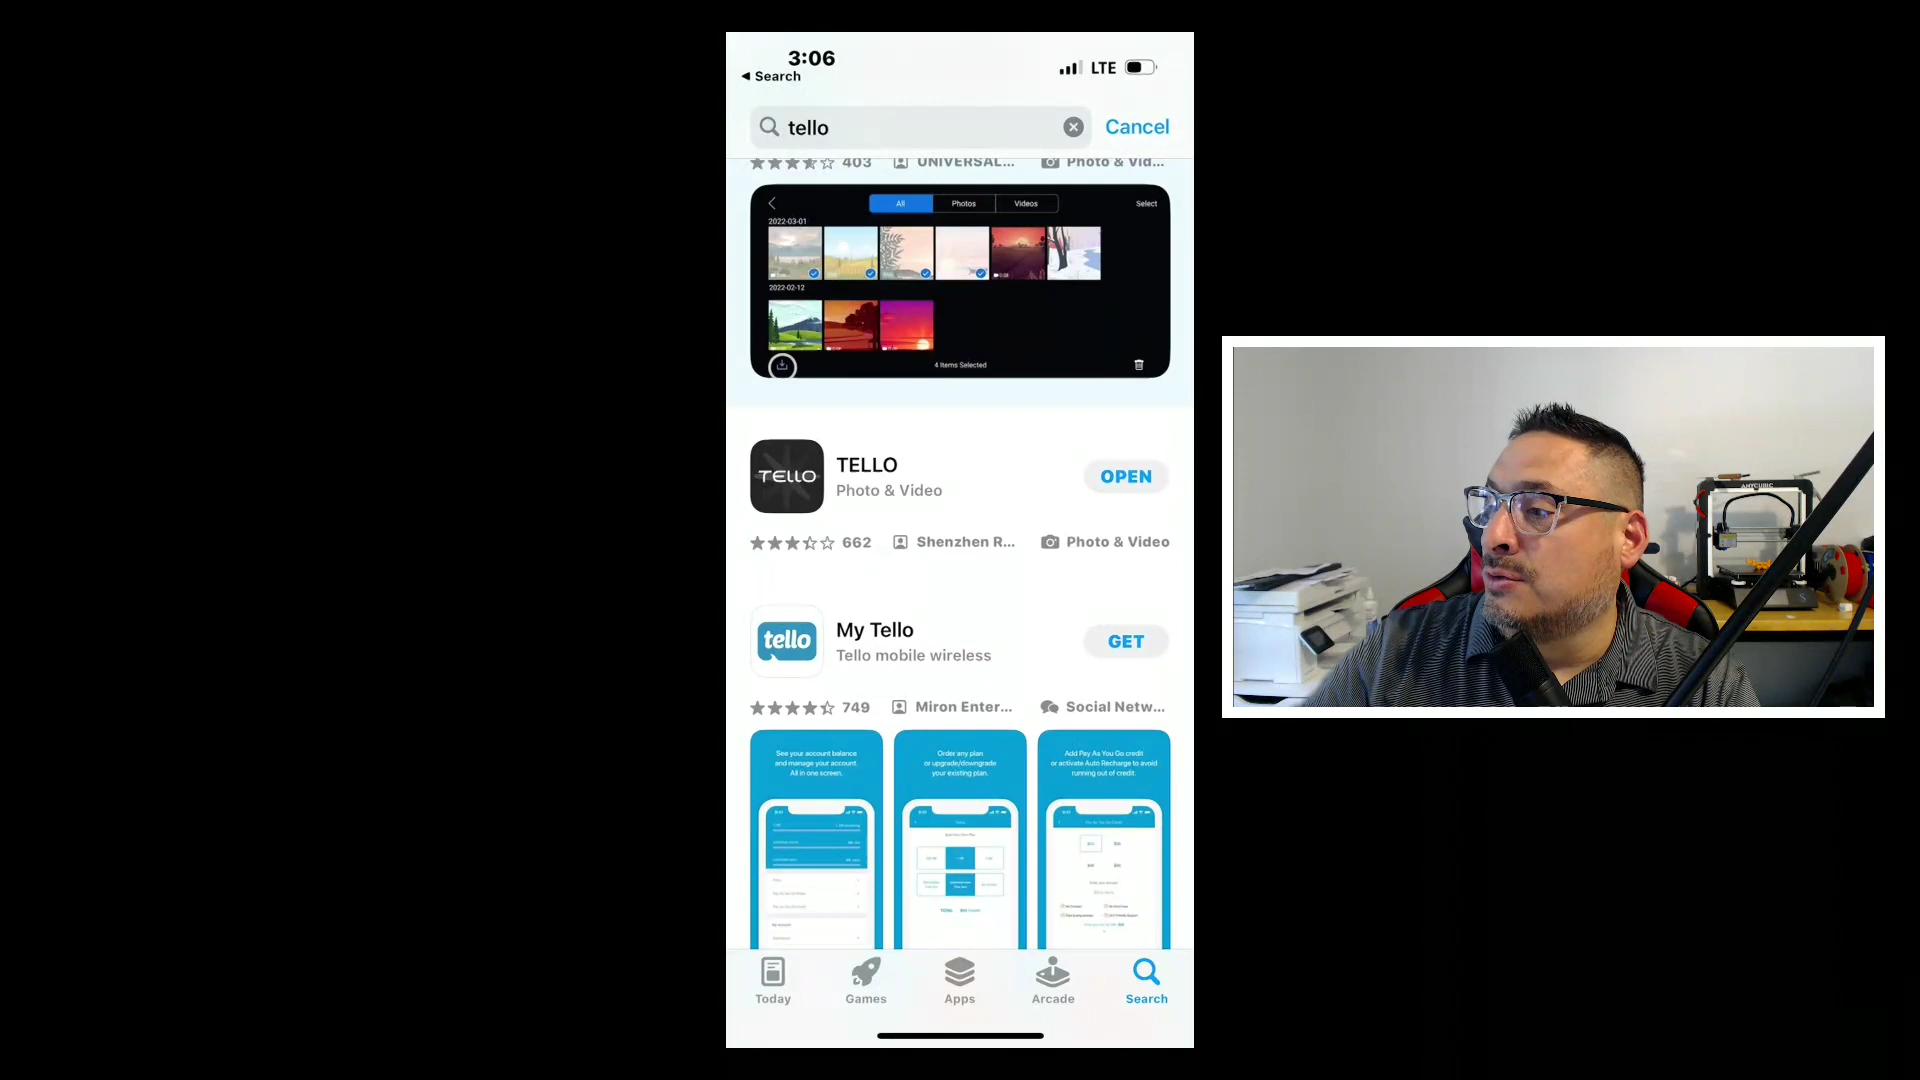 3:06
Search
LTE
tello
Cancel
403
UNIVERSAL...
Photo & Vid...
All
Photos
Videos
Select
2022-03-01
2022-02-12
4 Items Selected
TELLO
TELLO
Photo & Video
OPEN
662
Shenzhen R...
Photo & Video
tello
My Tello
Tello mobile wireless
GET
749
Miron Enter...
Social Netw...
See your account balance
and manage your account.
All in one screen.
Order any plan
or upgrade/downgrade
your existing plan.
Add Pay As You Go credit
or activate Auto Recharge to avoid
running out of credit.
Today
Games
Apps
Arcade
Search
ANYCUBIC